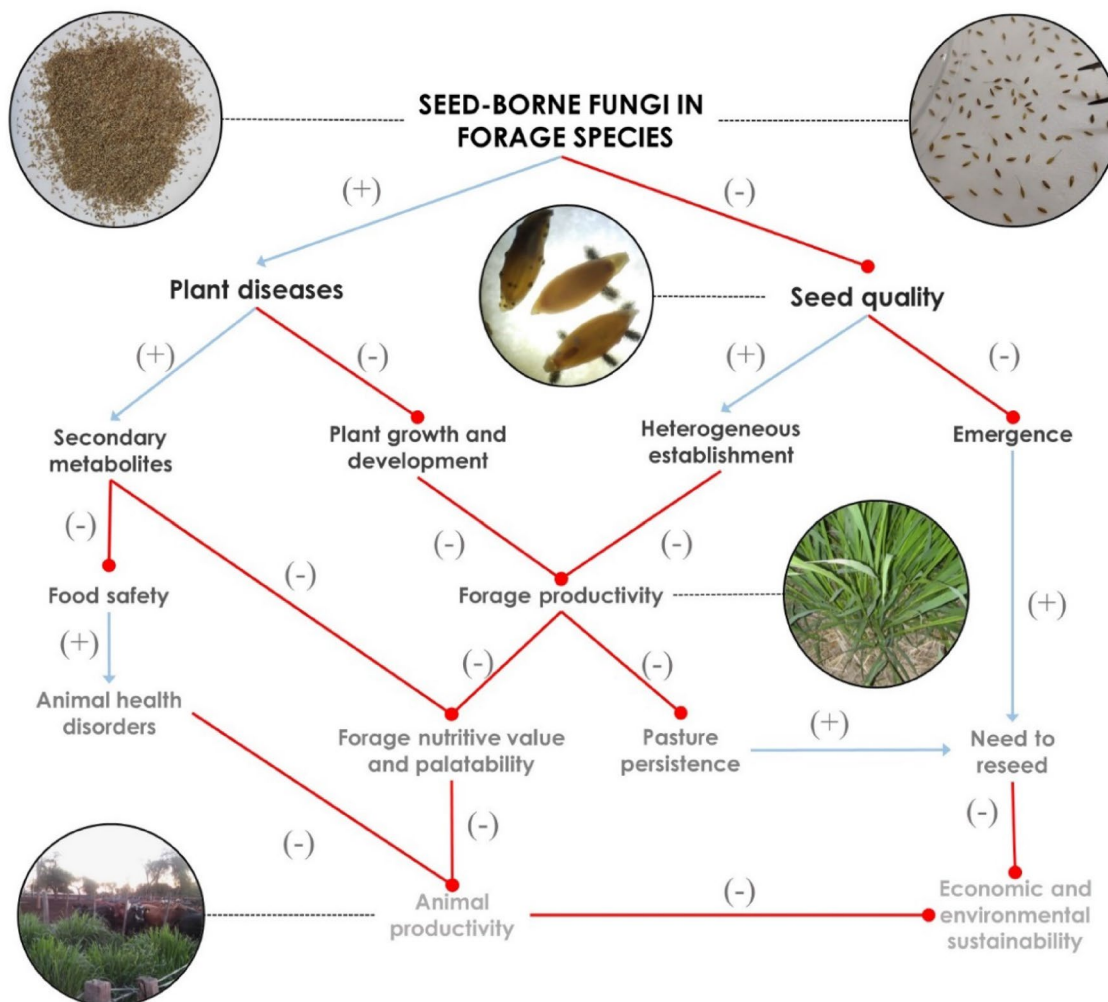 SEED-BORNE FUNGI IN
FORAGE SPECIES
(+)
(-)
Plant diseases
Seed quality
(+)
(-)
(+)
(-)
Secondary
metabolites
Plant growth and
development
Heterogeneous
establishment
Emergence
(-)
(-)
(-)
(-)
Food safety
Forage productivity
(+)
(+)
(-)
(-)
Animal health
disorders
Forage nutritive value
and palatability
Pasture
persistence
(+)
Need to
reseed
(-)
(-)
(-)
Animal
productivity
(-)
Economic and
environmental
sustainability